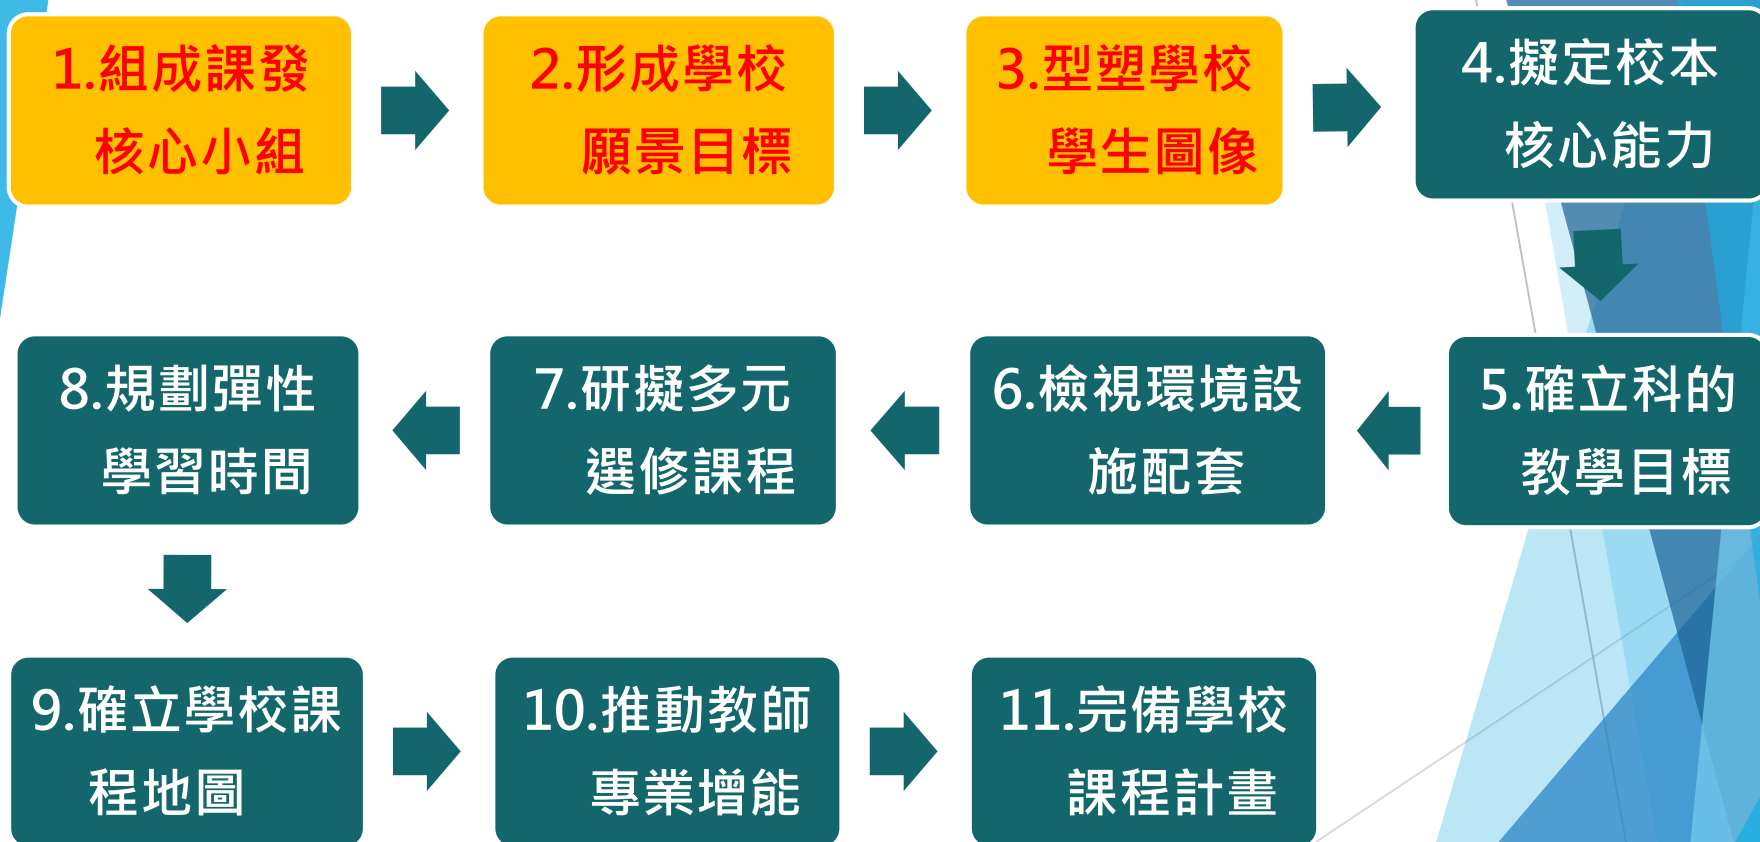 1.組成課發
核心小組
2.形成學校
願景目標
3.型塑學校
學生圖像
4.擬定校本
核心能力
5.確立科的
教學目標
6.檢視環境設
施配套
7.研擬多元
選修課程
8.規劃彈性
學習時間
9.確立學校課
程地圖
10.推動教師
專業增能
11.完備學校
課程計畫